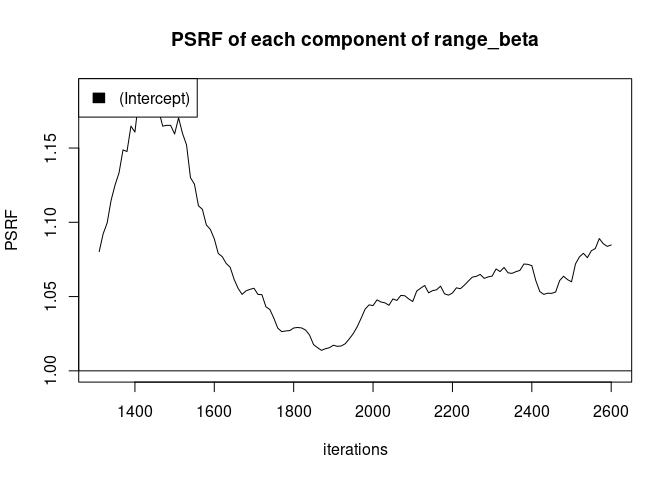 PSRF of each component of range_beta
(Intercept)
PSRF
1.15
1.10
1.05
1.00
1400 1600 1800 2000 2200 2400 2600
iterations